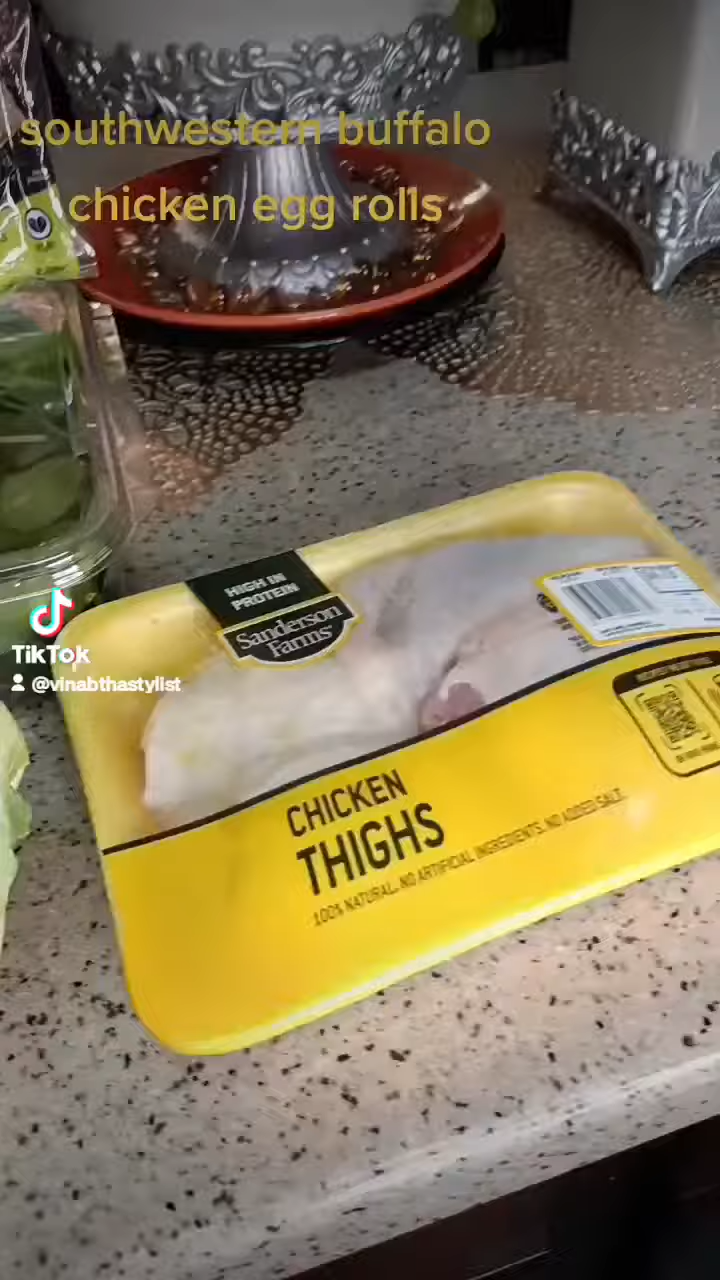 southwestern buffalo
chicken egg rolls
HIGH IN
PROTEIN
Sanderson
Farms
TikTok
@vinabthastylist
CHICKEN
THIGHS
100% NATURAL. NO ARTIFICIAL INGREDIENTS. NO ADDED SALT.